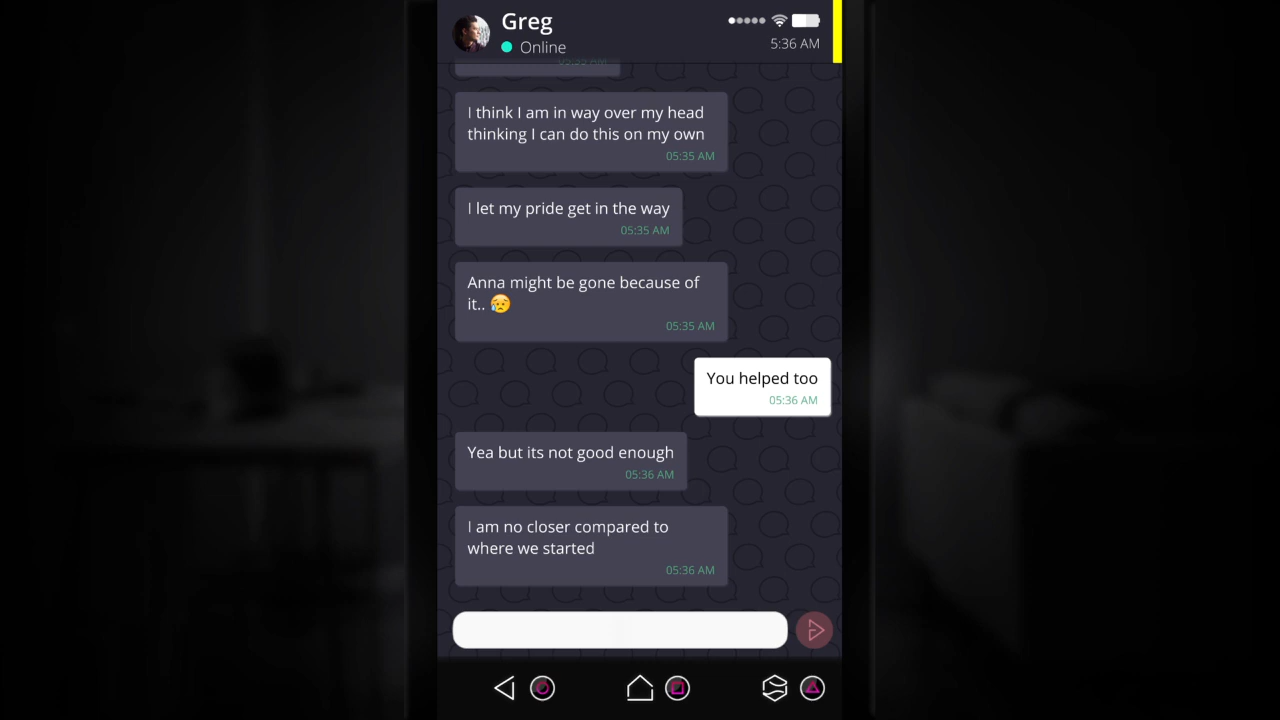 Greg
Online
5:36 AM
05:35 AM
I think I am in way over my head
thinking I can do this on my own
05:35 AM
I let my pride get in the way
05:35 AM
Anna might be gone because of
it.. 😥
05:35 AM
You helped too
05:36 AM
Yea but its not good enough
05:36 AM
I am no closer compared to
where we started
05:36 AM